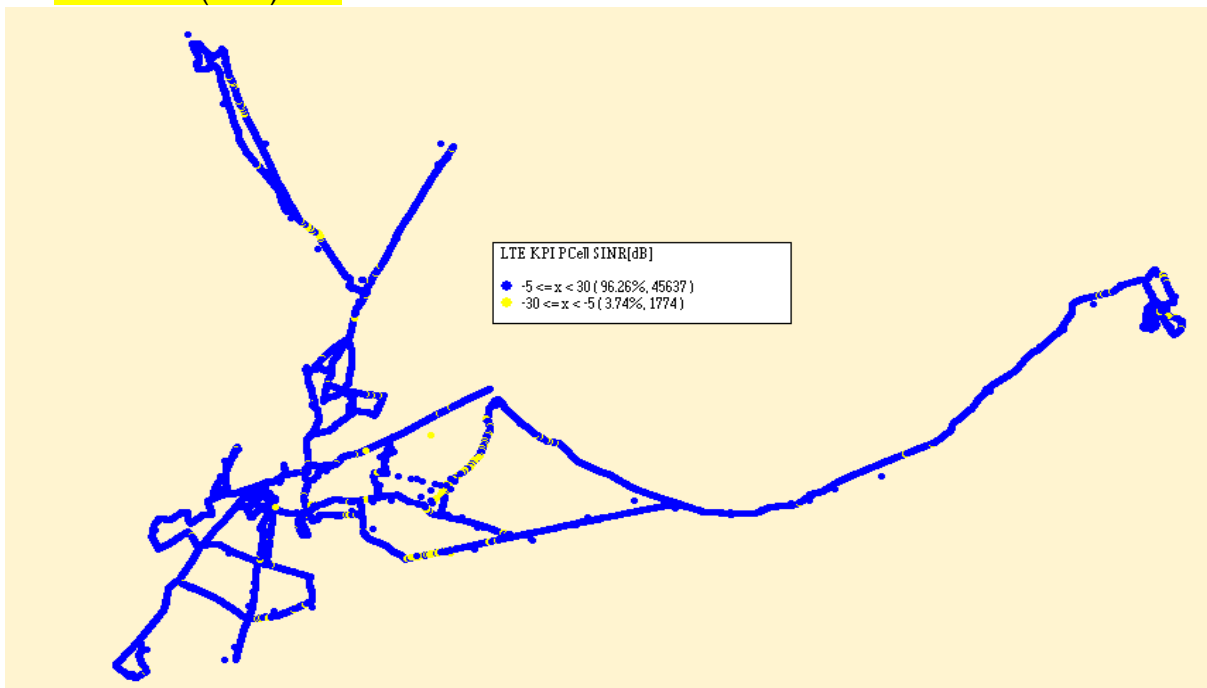 LTE KPI PCell SINR[dB]
-5 <= x < 30 ( 96.26%, 45637 )
-30 <= x < -5 ( 3.74%, 1774 )